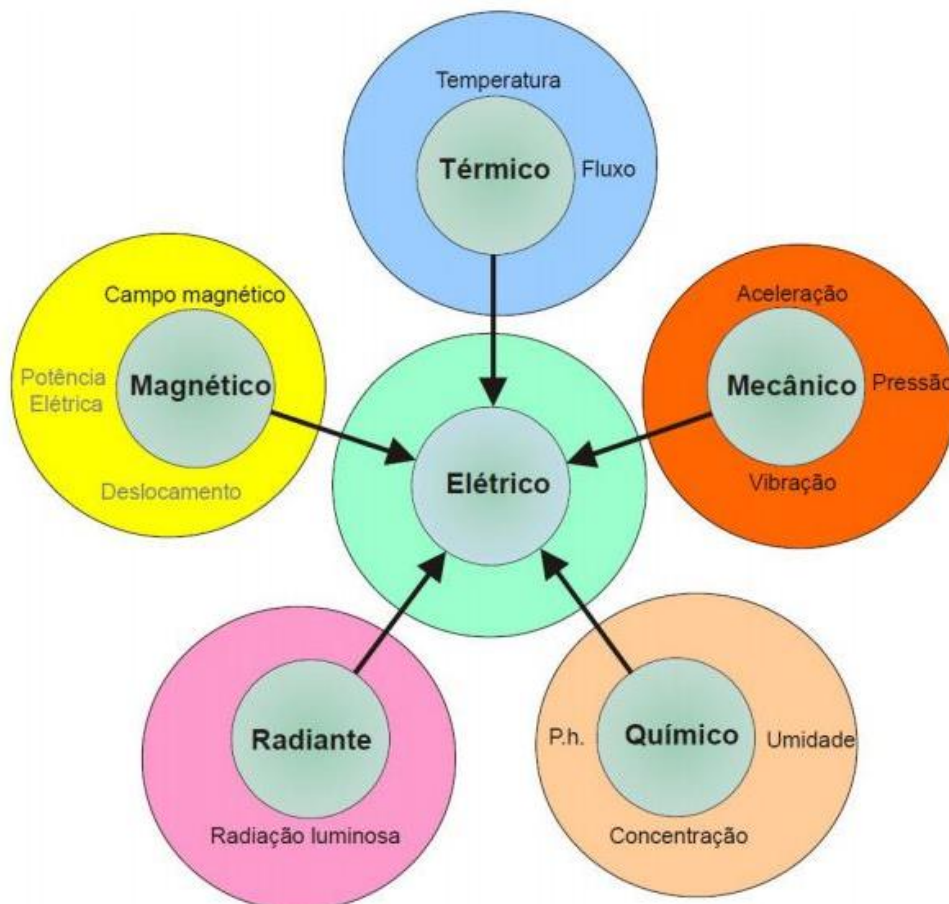 Temperatura
Térmico
Fluxo
Campo magnético
Potência
Elétrica
Magnético
Deslocamento
Aceleração
Mecânico
Pressão
Vibração
Elétrico
Radiante
Radiação luminosa
P.h.
Químico
Umidade
Concentração